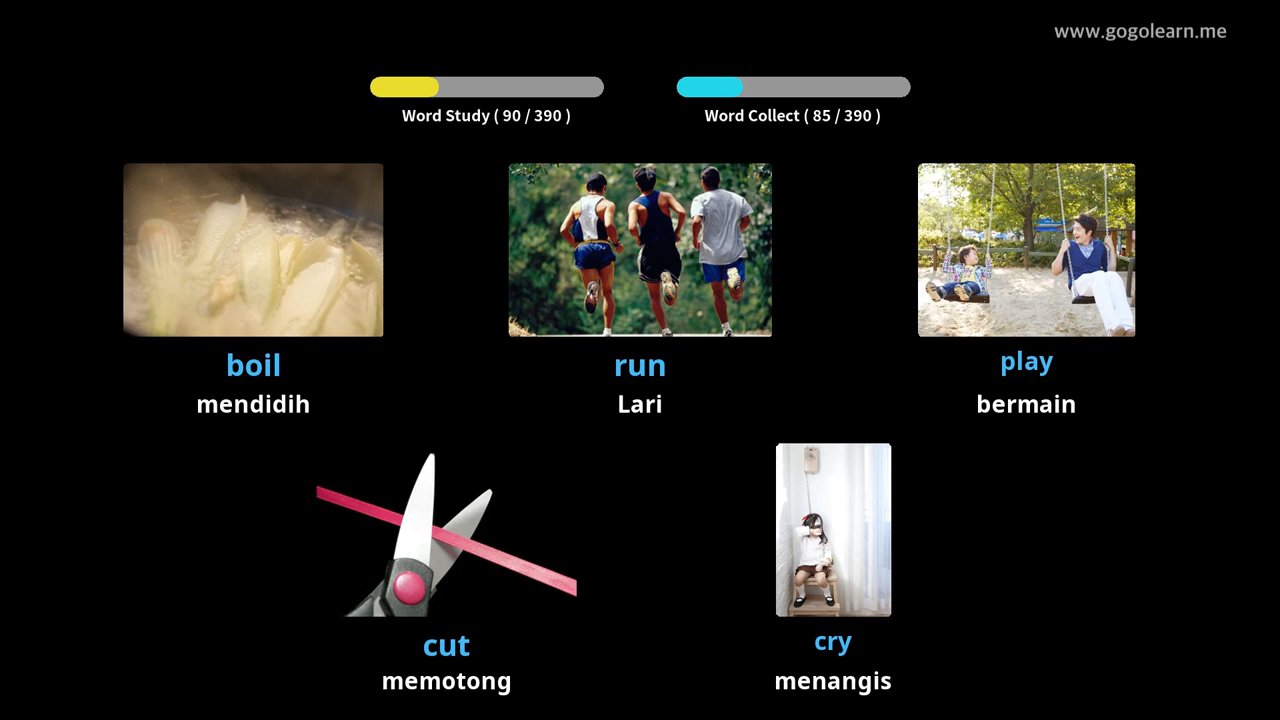 www.gogolearn.me
Word Study ( 90 / 390 )
Word Collect ( 85 / 390 )
boil
run
play
mendidih
Lari
bermain
cut
cry
memotong
menangis